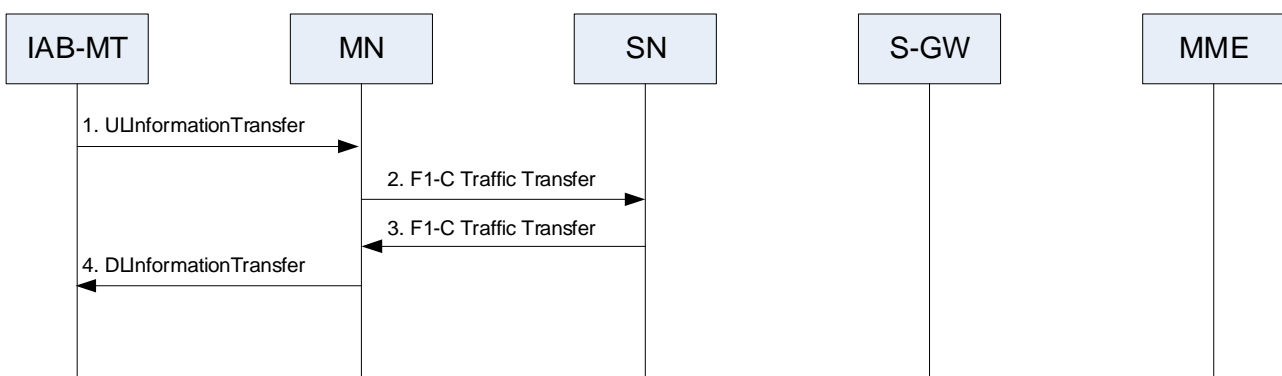 IAB-MT
MN
SN
S-GW
MME
1. ULInformationTransfer
2. F1-C Traffic Transfer
3. F1-C Traffic Transfer
4. DLInformationTransfer